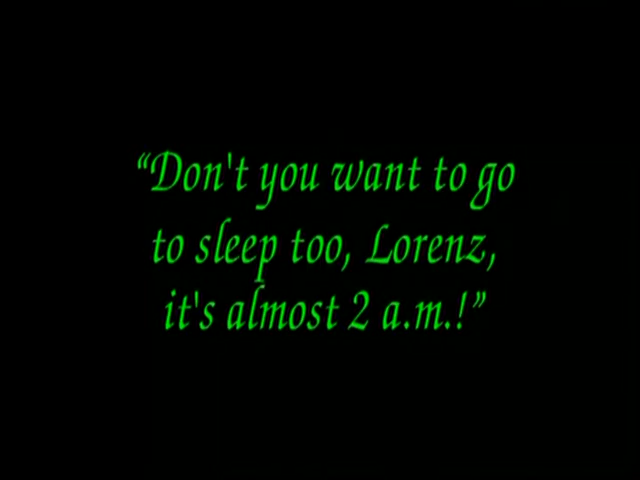 “Don't you want to go
to sleep too, Lorenz,
it's almost 2 a.m.!”